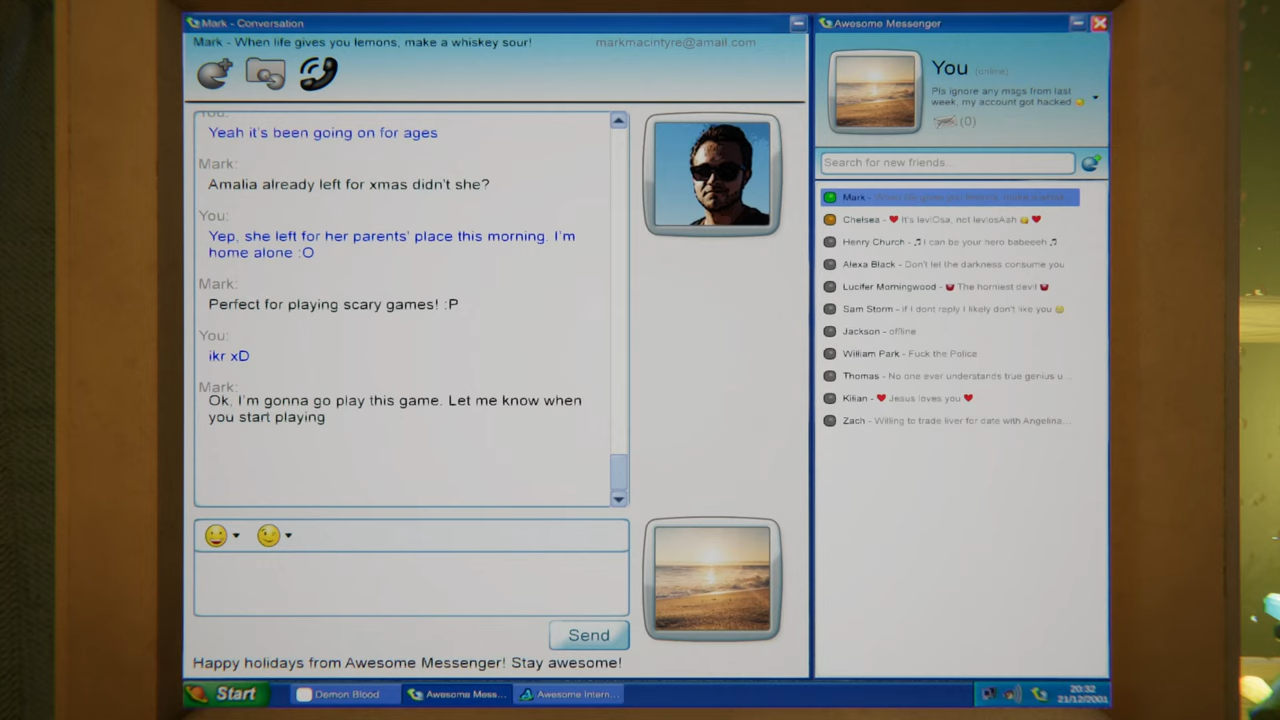 Mark - Conversation
Mark - When life gives you lemons, make a whiskey sour!
markmacintyre@amail.com
You:
Yeah it's been going on for ages
Mark:
Amalia already left for xmas didn't she?
You:
Yep, she left for her parents' place this morning. I'm
home alone :O
Mark:
Perfect for playing scary games! :P
You:
ikr xD
Mark:
Ok, I'm gonna go play this game. Let me know when
you start playing
Send
Happy holidays from Awesome Messenger! Stay awesome!
Awesome Messenger
You (online)
Pls ignore any msgs from last
week, my account got hacked
(0)
Search for new friends...
Mark -
Chelsea - ❤ It's leviOsa, not leviosAah 😄 ❤
Henry Church - ♫ I can be your hero babeeeh ♫
Alexa Black - Don't let the darkness consume you
Lucifer Morningwood - 😈 The horniest devil 😈
Sam Storm - if I dont reply I likely don't like you
Jackson - offline
William Park - Fuck the Police
Thomas - No one ever understands true genius u...
Kilian - ❤ Jesus loves you ❤
Zach - Willing to trade liver for date with Angelina...
Start
Demon Blood
Awesome Mess...
Awesome Intern...
20:32
21/12/2001